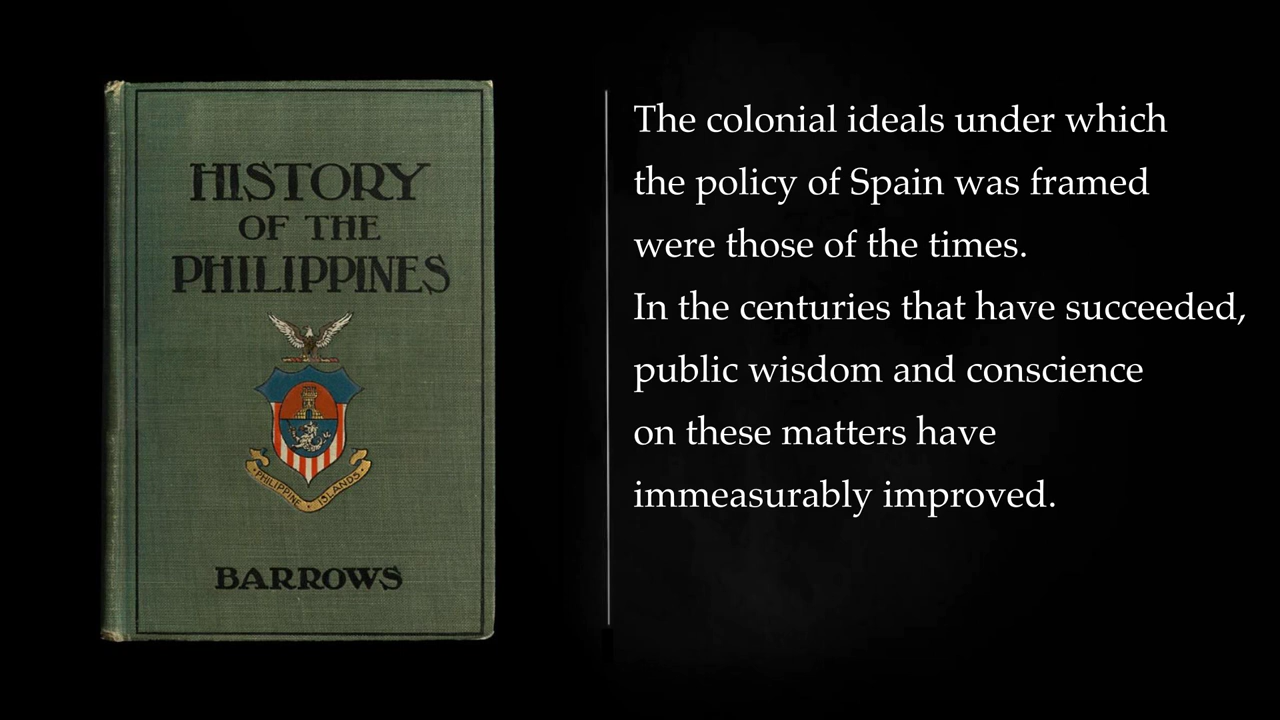 HISTORY
OF THE
PHILIPPINES
PHILIPPINE ISLANDS
BARROWS
The colonial ideals under which
the policy of Spain was framed
were those of the times.
In the centuries that have succeeded,
public wisdom and conscience
on these matters have
immeasurably improved.